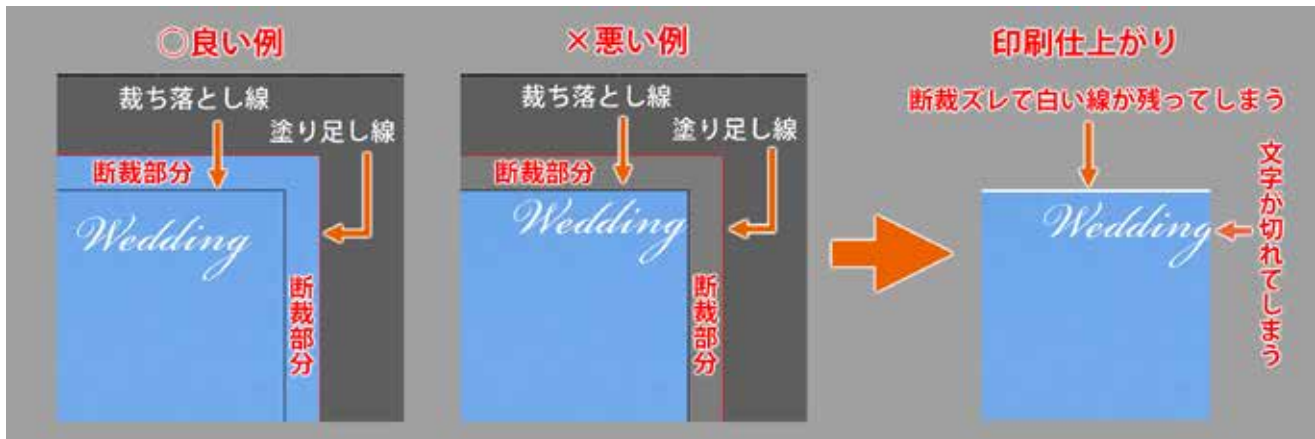 ○良い例
裁ち落とし線
塗り足し線
断裁部分
Wedding
断裁部分
×悪い例
裁ち落とし線
塗り足し線
断裁部分
Wedding
断裁部分
印刷仕上がり
断裁ズレて白い線が残ってしまう
Wedding
文字が切れてしまう